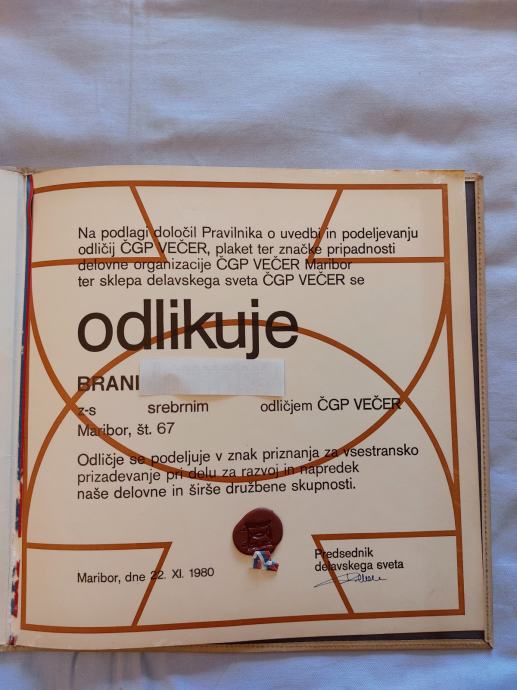 Na podlagi določil Pravilnika o uvedbi in podeljevanju
odličij ČGP VEČER, plaket ter značke pripadnosti
delovne organizacije ČGP VEČER Maribor
ter sklepa delavskega sveta ČGP VEČER se
odlikuje
BRANI
z-s srebrnim odličjem ČGP VEČER
Maribor, št. 67
Odličje se podeljuje v znak priznanja za vsestransko
prizadevanje pri delu za razvoj in napredek
naše delovne in širše družbene skupnosti.
Maribor, dne 22. XI. 1980
Predsednik
delavskega sveta